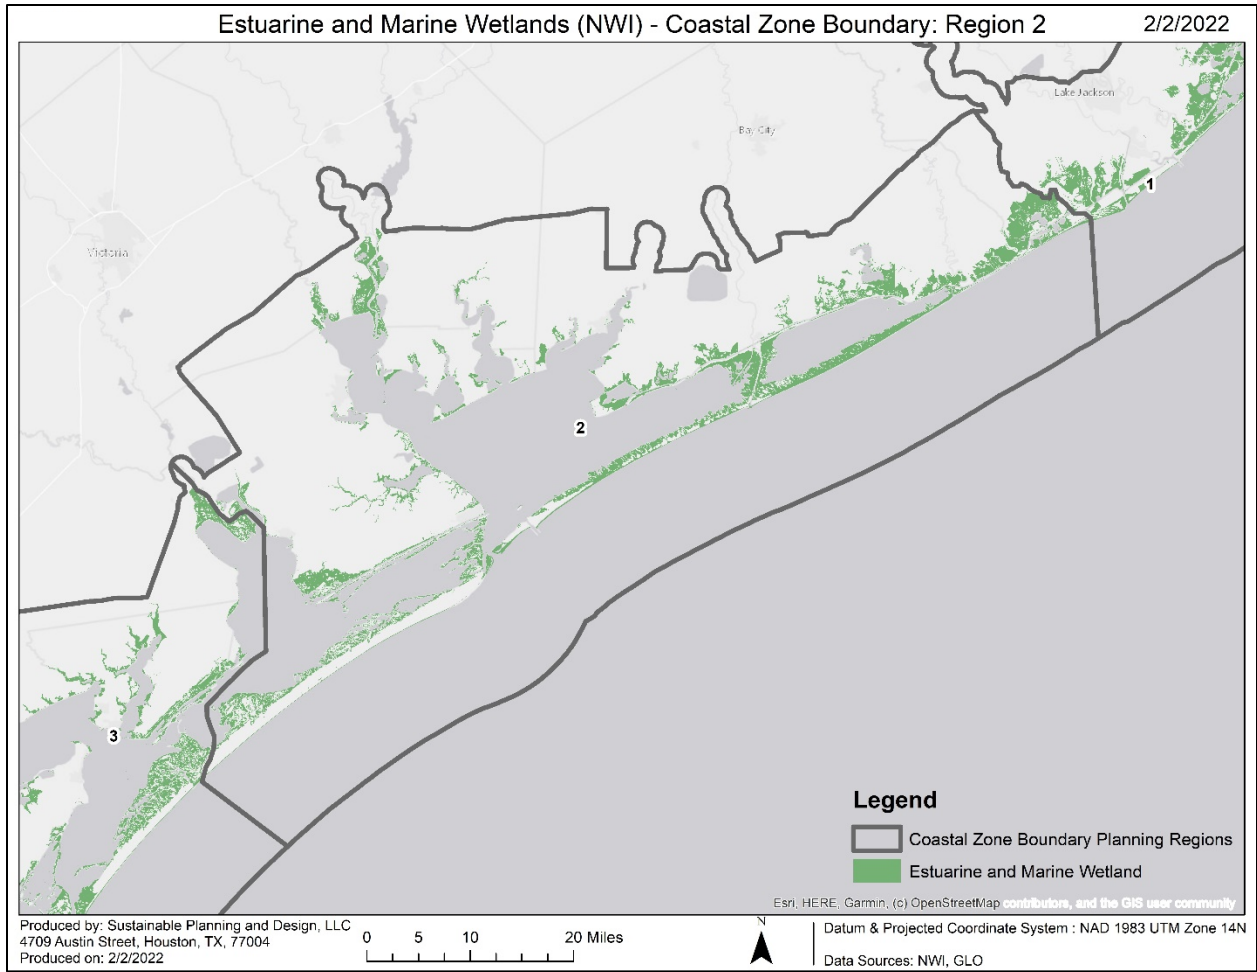 Estuarine and Marine Wetlands (NWI) - Coastal Zone Boundary: Region 2
2/2/2022
Lake Jackson
Bay City
1
Victoria
2
3
Legend
Coastal Zone Boundary Planning Regions
Estuarine and Marine Wetland
Esri, HERE, Garmin, (c) OpenStreetMap contributors, and the GIS user community
Produced by: Sustainable Planning and Design, LLC
4709 Austin Street, Houston, TX, 77004
Produced on: 2/2/2022
0 5 10 20 Miles
N
Datum & Projected Coordinate System : NAD 1983 UTM Zone 14N
Data Sources: NWI, GLO